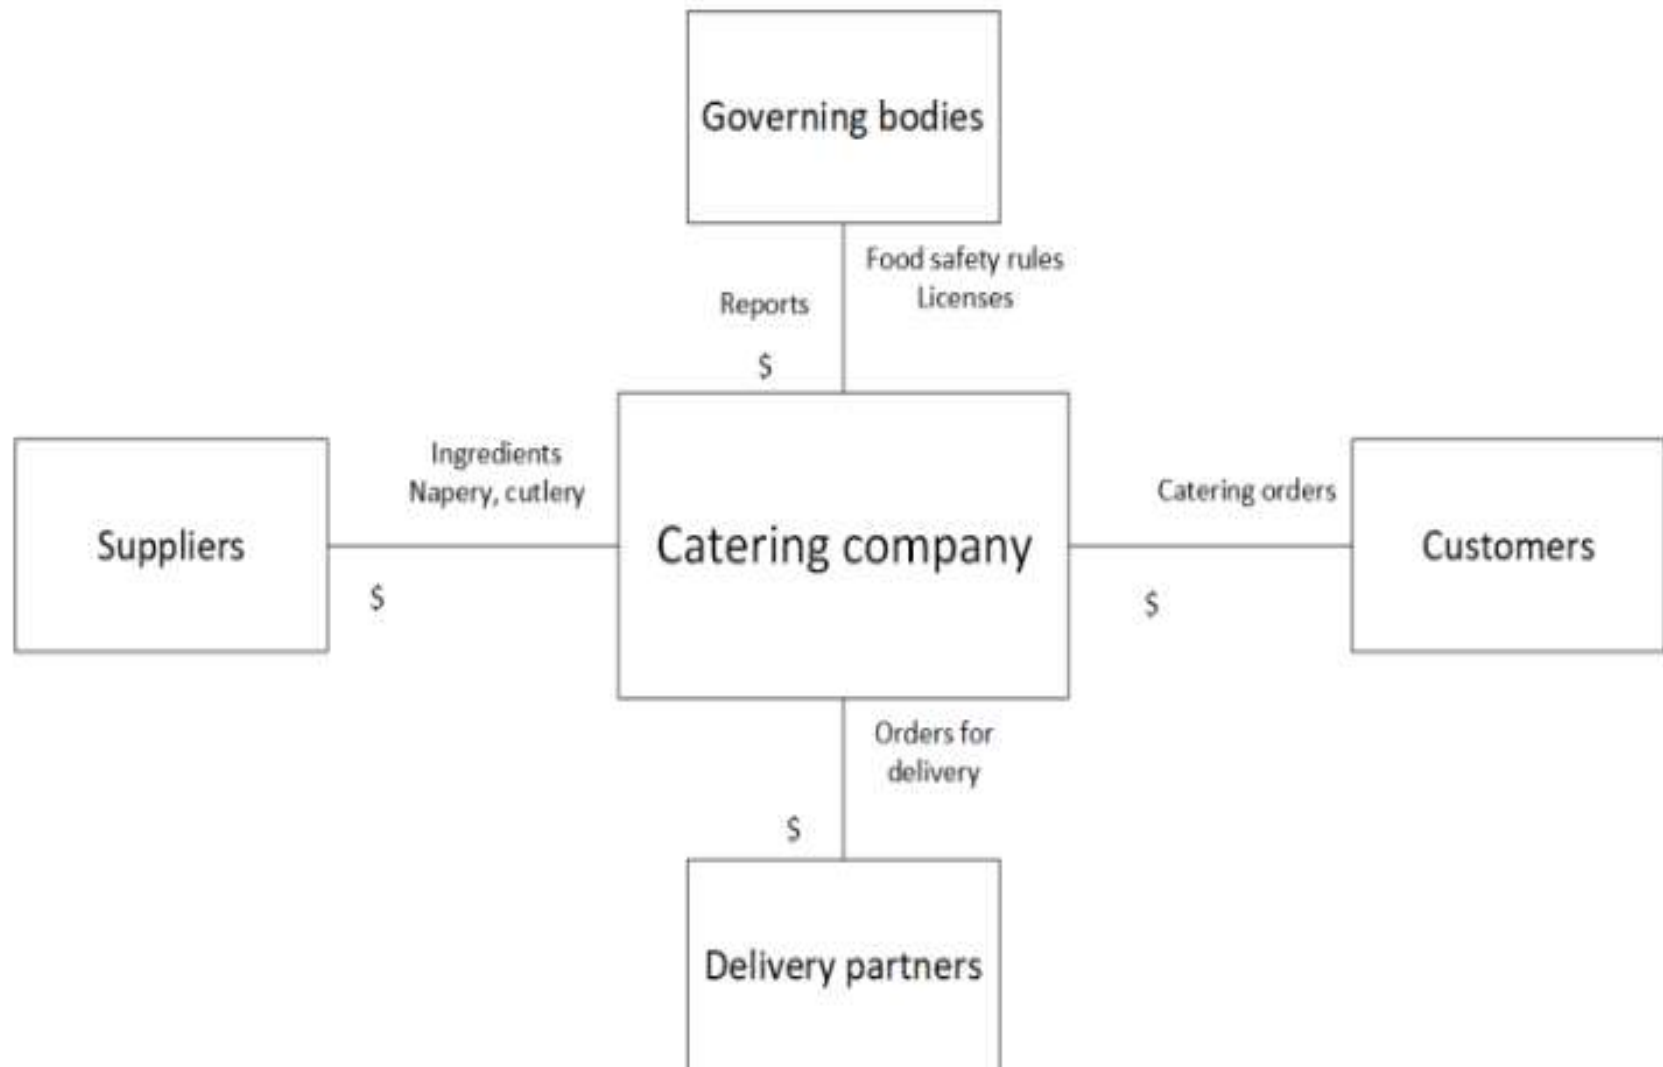 Governing bodies
Food safety rules
Licenses
Reports
$
Ingredients
Napery, cutlery
Suppliers
$
Catering company
Catering orders
Customers
$
Orders for
delivery
$
Delivery partners